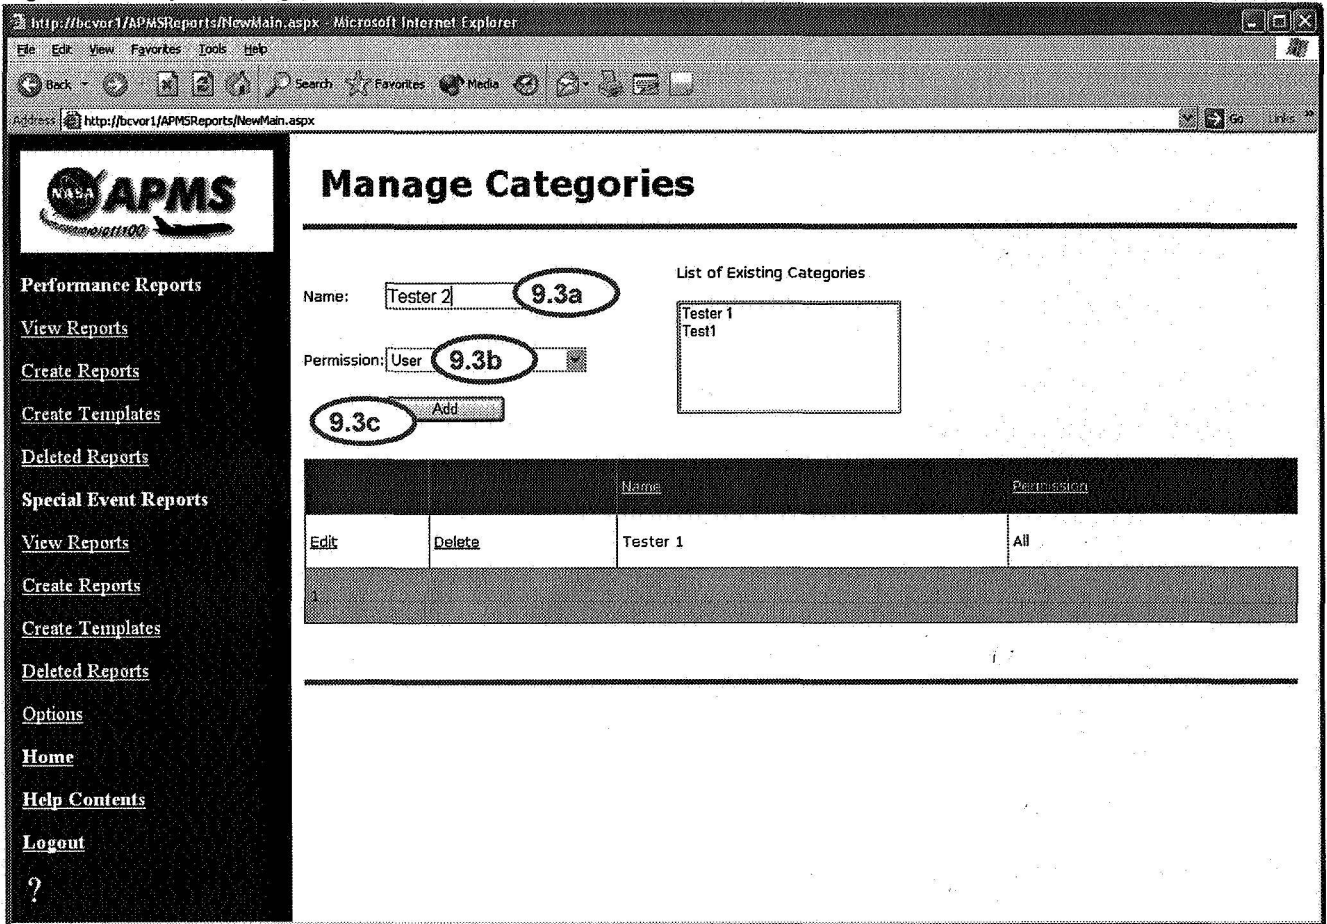 http://bcvor1/APMSReports/NewMain.aspx - Microsoft Internet Explorer
File Edit View Favorites Tools Help
Back Search Favorites Media
Address http://bcvor1/APMSReports/NewMain.aspx Go Links »
NASA APMS
Performance Reports
View Reports
Create Reports
Create Templates
Deleted Reports
Special Event Reports
View Reports
Create Reports
Create Templates
Deleted Reports
Options
Home
Help Contents
Logout
?
Manage Categories
Name: Tester 2 9.3a
Permission: User 9.3b
9.3c Add
List of Existing Categories
Tester 1
Test1
Name Permission
Edit Delete Tester 1 All
1